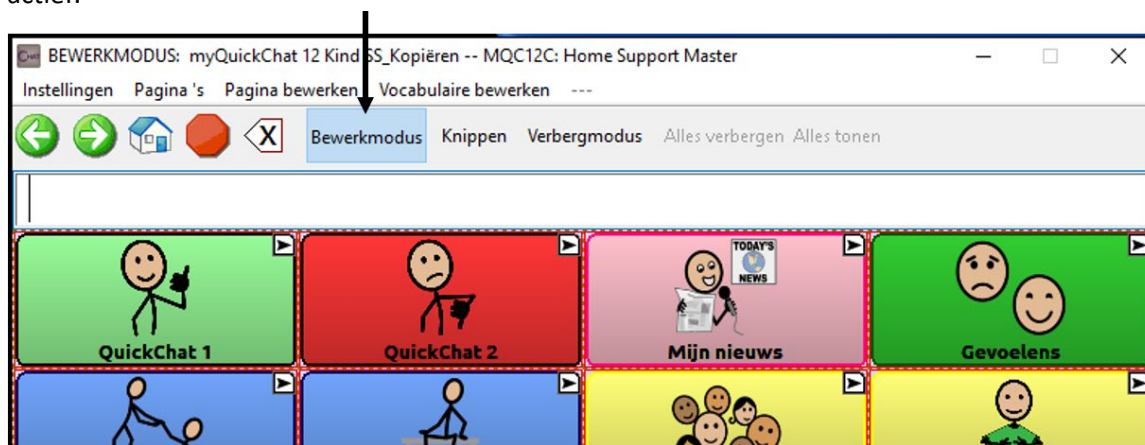 BEWERKMODUS: myQuickChat 12 Kind SS_Kopiëren -- MQC12C: Home Support Master
Instellingen Pagina 's Pagina bewerken Vocabulaire bewerken ---
X Bewerkmodus Knippen Verbergmodus Alles verbergen Alles tonen
TODAY'S
NEWS
QuickChat 1 QuickChat 2 Mijn nieuws Gevoelens